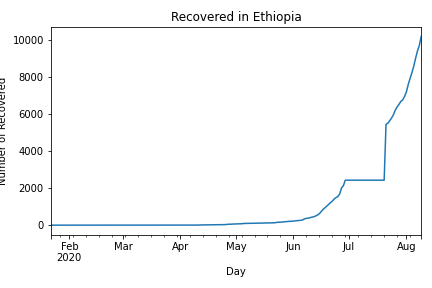 Recovered in Ethiopia
Number of Recovered
10000
8000
6000
4000
2000
0
Feb
2020
Mar
Apr
May
Jun
Jul
Aug
Day